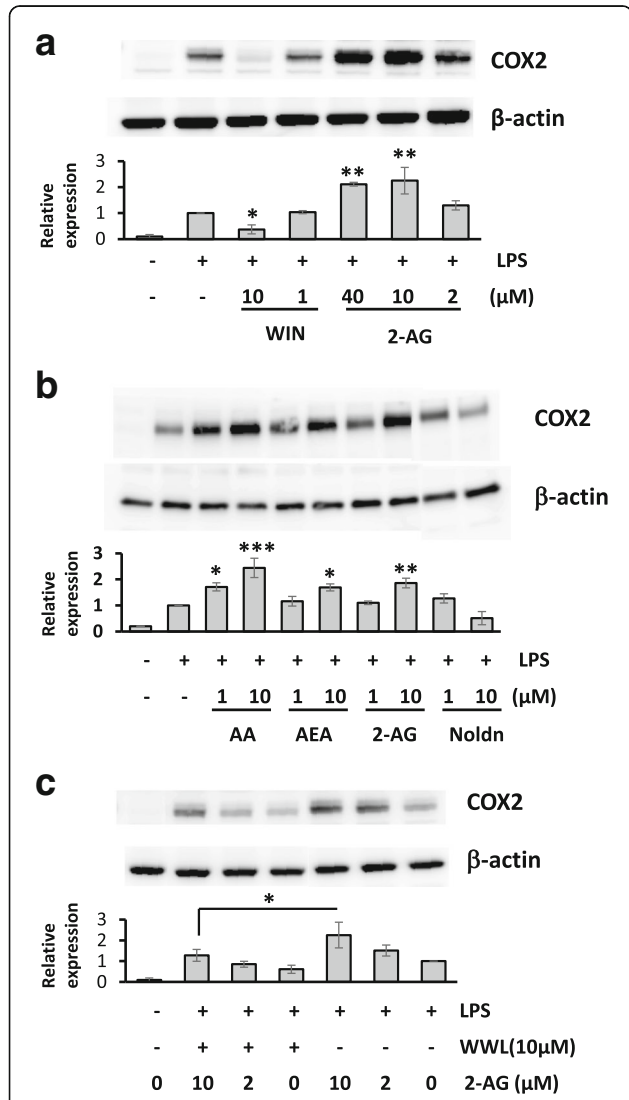 a
COX2
β-actin
Relative expression
3
2
1
0
* ** **
- + + + + + + LPS
- - 10 1 40 10 2 (μM)
WIN 2-AG
b
COX2
β-actin
Relative expression
3
2
1
0
* *** * **
- + + + + + + + + + LPS
- - 1 10 1 10 1 10 1 10 (μM)
AA AEA 2-AG Noldn
c
COX2
β-actin
Relative expression
3
2
1
0
*
- + + + + + + LPS
- + + + - - - WWL(10μM)
0 10 2 0 10 2 0 2-AG (μM)